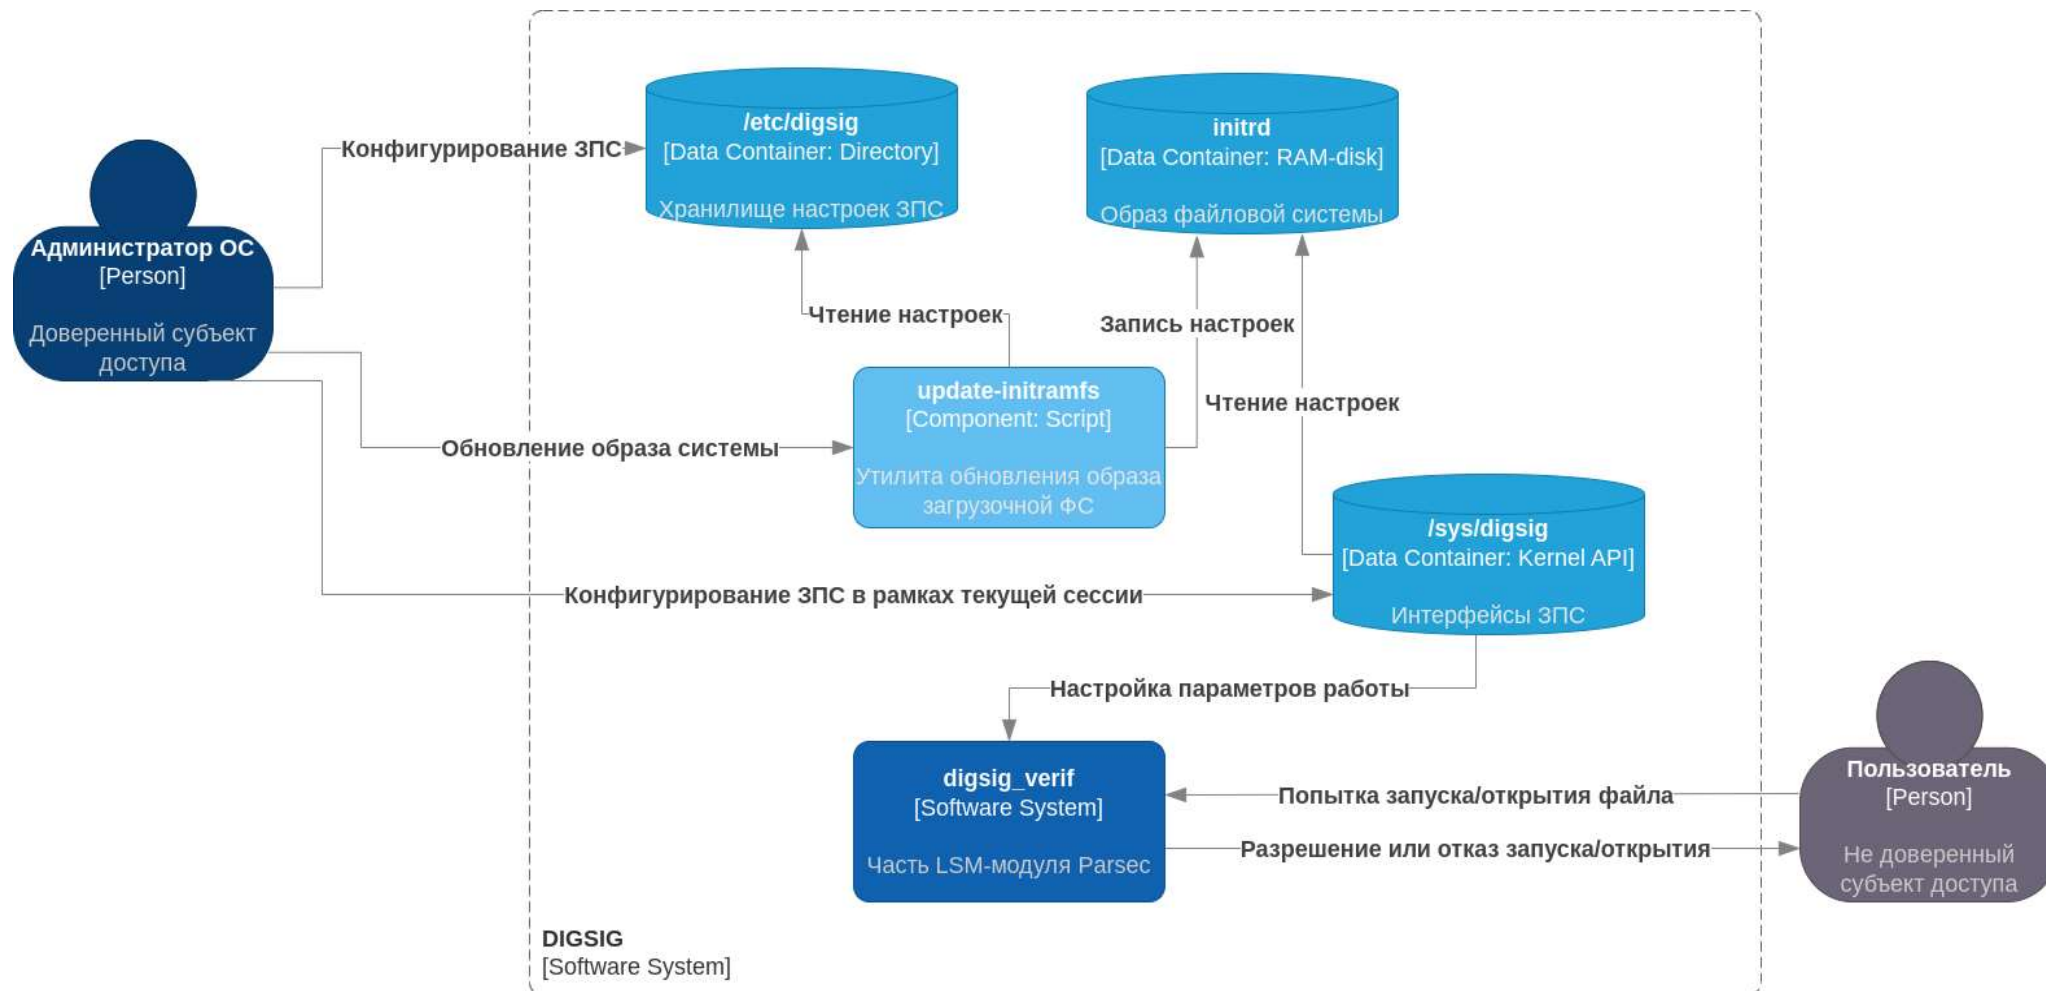 /etc/digsig
[Data Container: Directory]
Хранилище настроек ЗПС
initrd
[Data Container: RAM-disk]
Образ файловой системы
Конфигурирование ЗПС
Администратор ОС
[Person]
Доверенный субъект
доступа
Чтение настроек
Запись настроек
update-initramfs
[Component: Script]
Утилита обновления образа
загрузочной ФС
Чтение настроек
Обновление образа системы
/sys/digsig
[Data Container: Kernel API]
Интерфейсы ЗПС
Конфигурирование ЗПС в рамках текущей сессии
Настройка параметров работы
digsig_verif
[Software System]
Часть LSM-модуля Parsec
Попытка запуска/открытия файла
Разрешение или отказ запуска/открытия
Пользователь
[Person]
Не доверенный
субъект доступа
DIGSIG
[Software System]